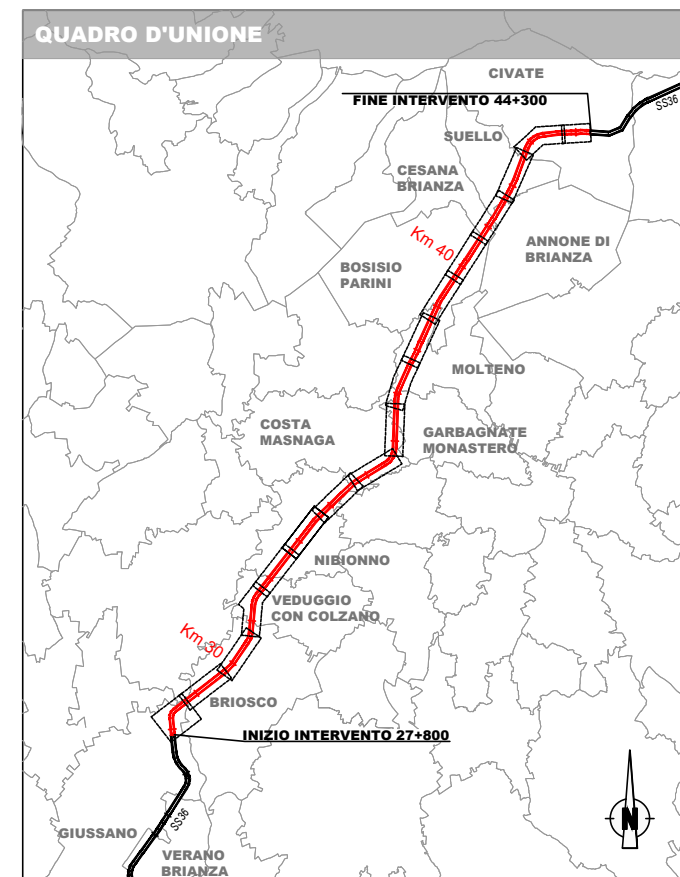 QUADRO D'UNIONE
CIVATE
FINE INTERVENTO 44+300
SS36
SUELLO
CESANA
BRIANZA
Km 40
ANNONE DI
BRIANZA
BOSISIO
PARINI
MOLTENO
COSTA
MASNAGA
GARBAGNATE
MONASTERO
NIBIONNO
VEDUGGIO
CON COLZANO
Km 30
BRIOSCO
INIZIO INTERVENTO 27+800
SS36
GIUSSANO
VERANO
BRIANZA
N